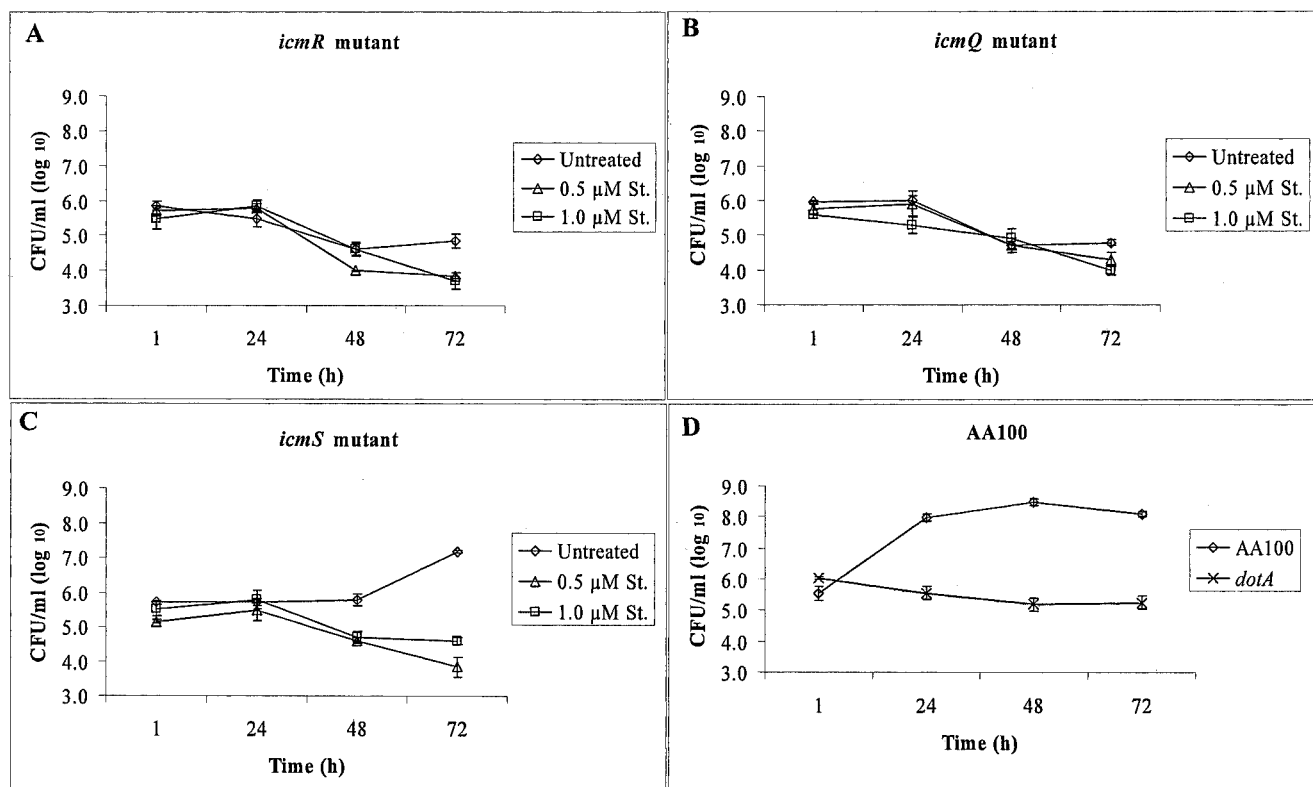 A
icmR mutant
CFU/ml (log 10)
9.0
8.0
7.0
6.0
5.0
4.0
3.0
1 24 48 72
Time (h)
Untreated
0.5 µM St.
1.0 µM St.
B
icmQ mutant
CFU/ml (log 10)
9.0
8.0
7.0
6.0
5.0
4.0
3.0
1 24 48 72
Time (h)
Untreated
0.5 µM St.
1.0 µM St.
C
icmS mutant
CFU/ml (log 10)
9.0
8.0
7.0
6.0
5.0
4.0
3.0
1 24 48 72
Time (h)
Untreated
0.5 µM St.
1.0 µM St.
D
AA100
CFU/ml (log 10)
9.0
8.0
7.0
6.0
5.0
4.0
3.0
1 24 48 72
Time (h)
AA100
dotA